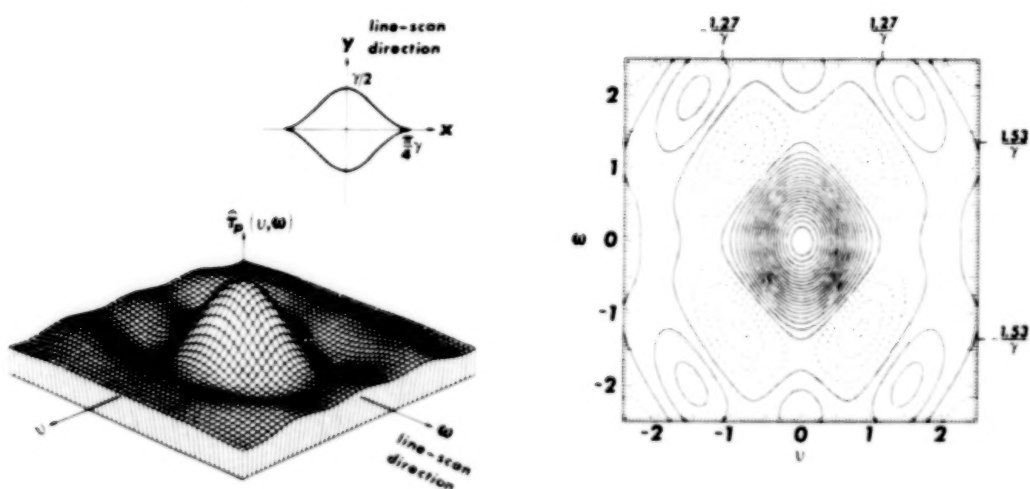 line-scan
direction
Y
γ/2
X
π/4 γ
τ̂p (υ,ω)
υ
ω
line-scan
direction
-1.27/γ
1.27/γ
2
1
ω 0
-1
-2
1.53/γ
-1.53/γ
-2 -1 0 1 2
υ